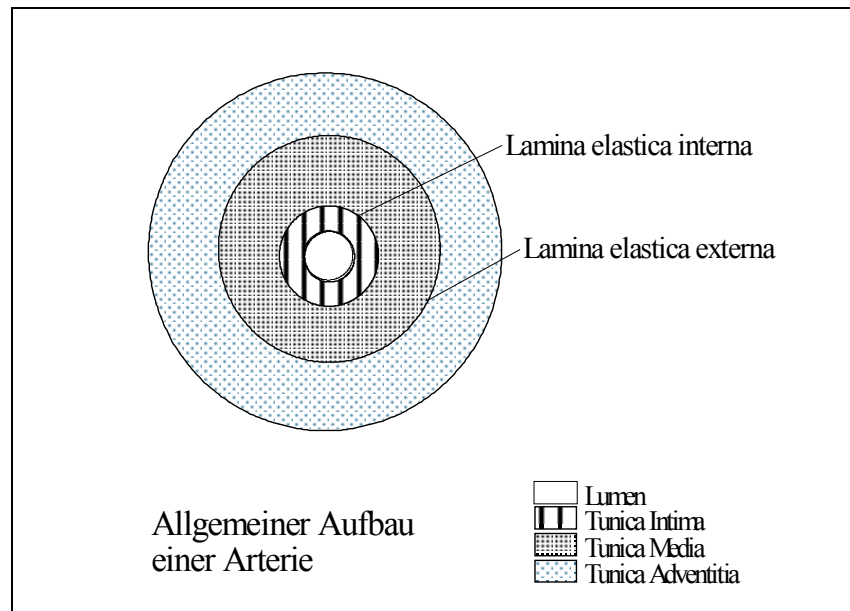 Lamina elastica interna
Lamina elastica externa
Allgemeiner Aufbau
einer Arterie
Lumen
Tunica Intima
Tunica Media
Tunica Adventitia